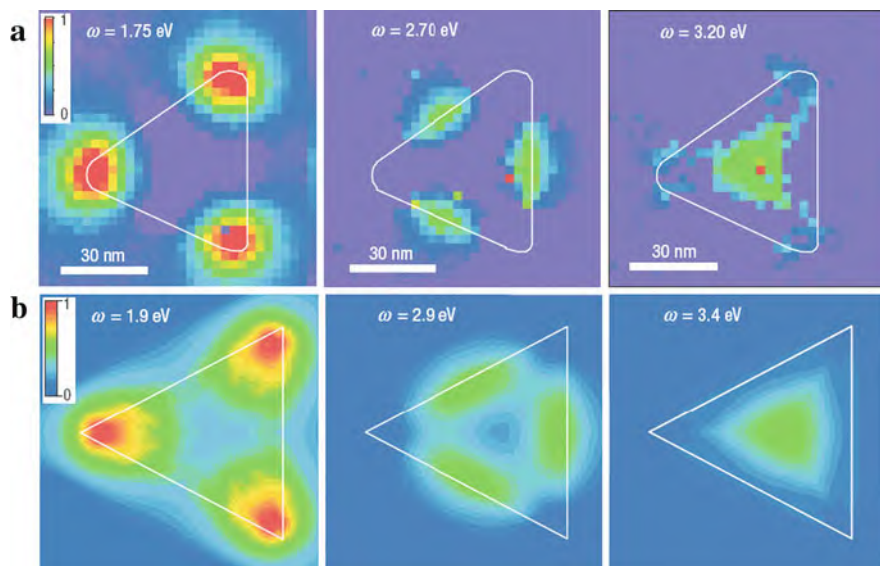 a
1
0
ω = 1.75 eV
ω = 2.70 eV
ω = 3.20 eV
30 nm
30 nm
30 nm
b
1
0
ω = 1.9 eV
ω = 2.9 eV
ω = 3.4 eV